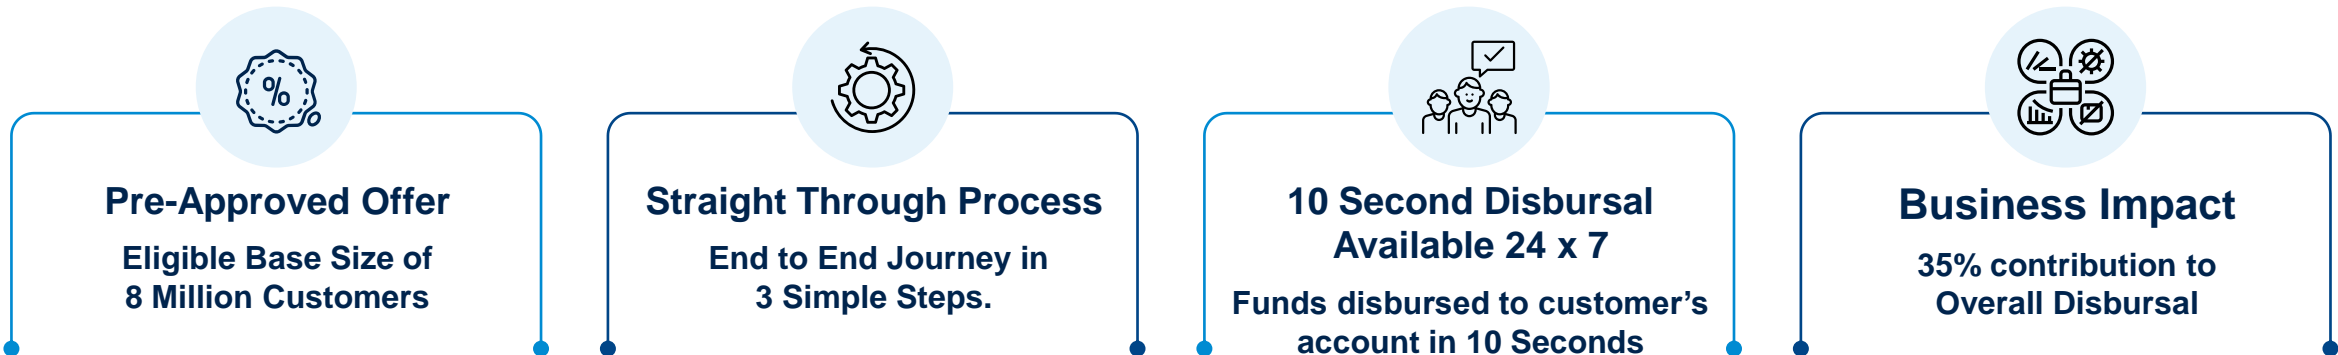 %
Pre-Approved Offer
Eligible Base Size of
8 Million Customers
Straight Through Process
End to End Journey in
3 Simple Steps.
10 Second Disbursal
Available 24 x 7
Funds disbursed to customer’s
account in 10 Seconds
Business Impact
35% contribution to
Overall Disbursal